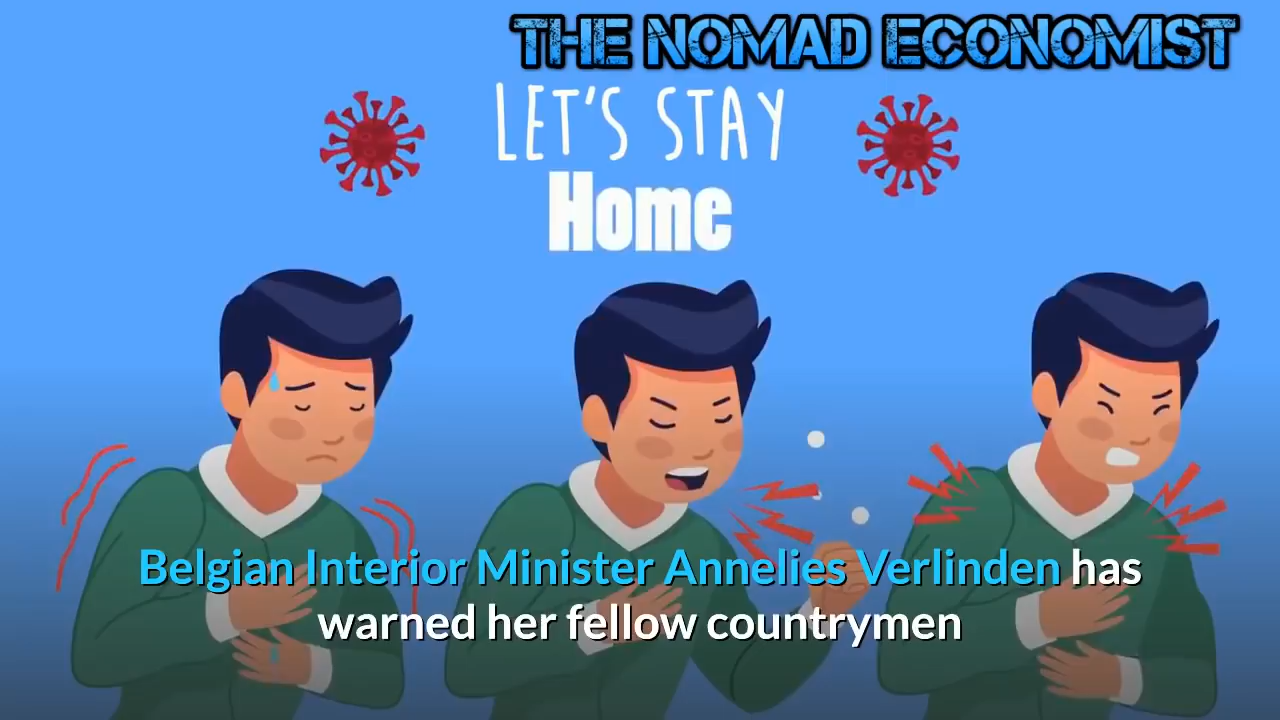 THE NOMAD ECONOMIST
LET'S STAY
Home
Belgian Interior Minister Annelies Verlinden has
warned her fellow countrymen